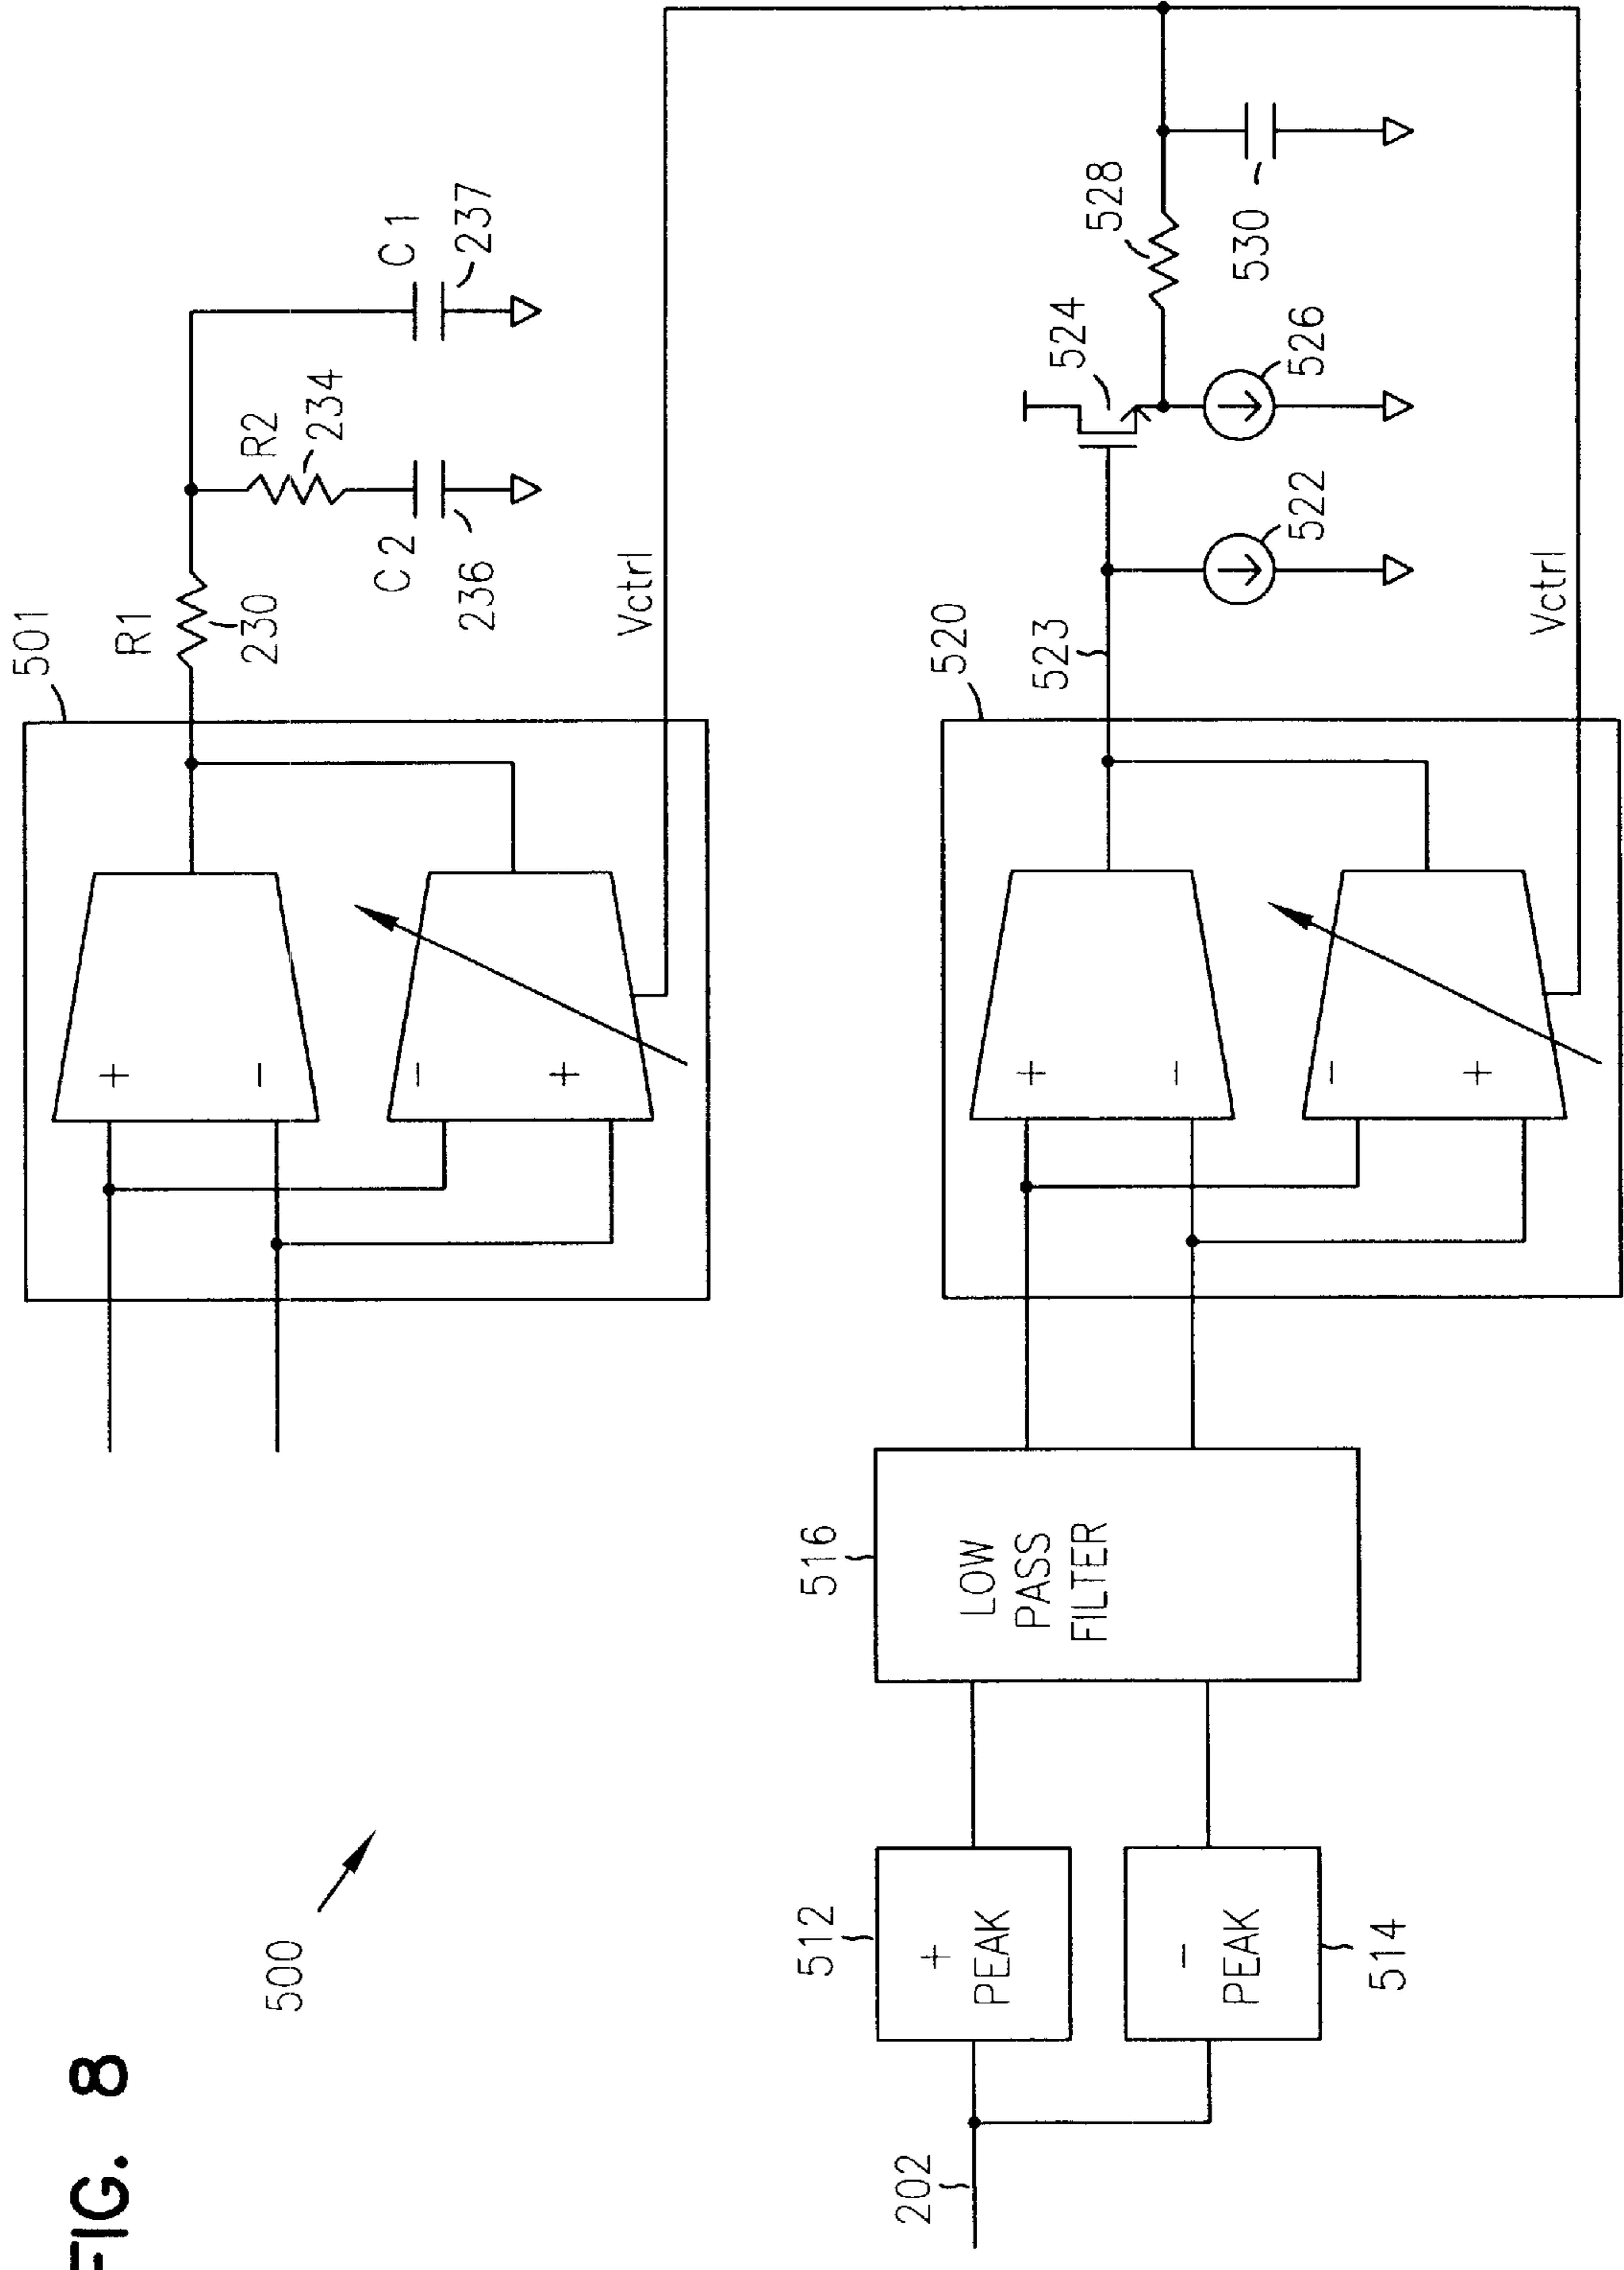 FIG. 8
500
501
R1
230
R2
234
C 2
236
C 1
237
Vctrl
+
−
−
+
202
512
+
PEAK
−
PEAK
514
516
LOW
PASS
FILTER
520
+
−
−
+
523
522
524
526
528
530
Vctrl